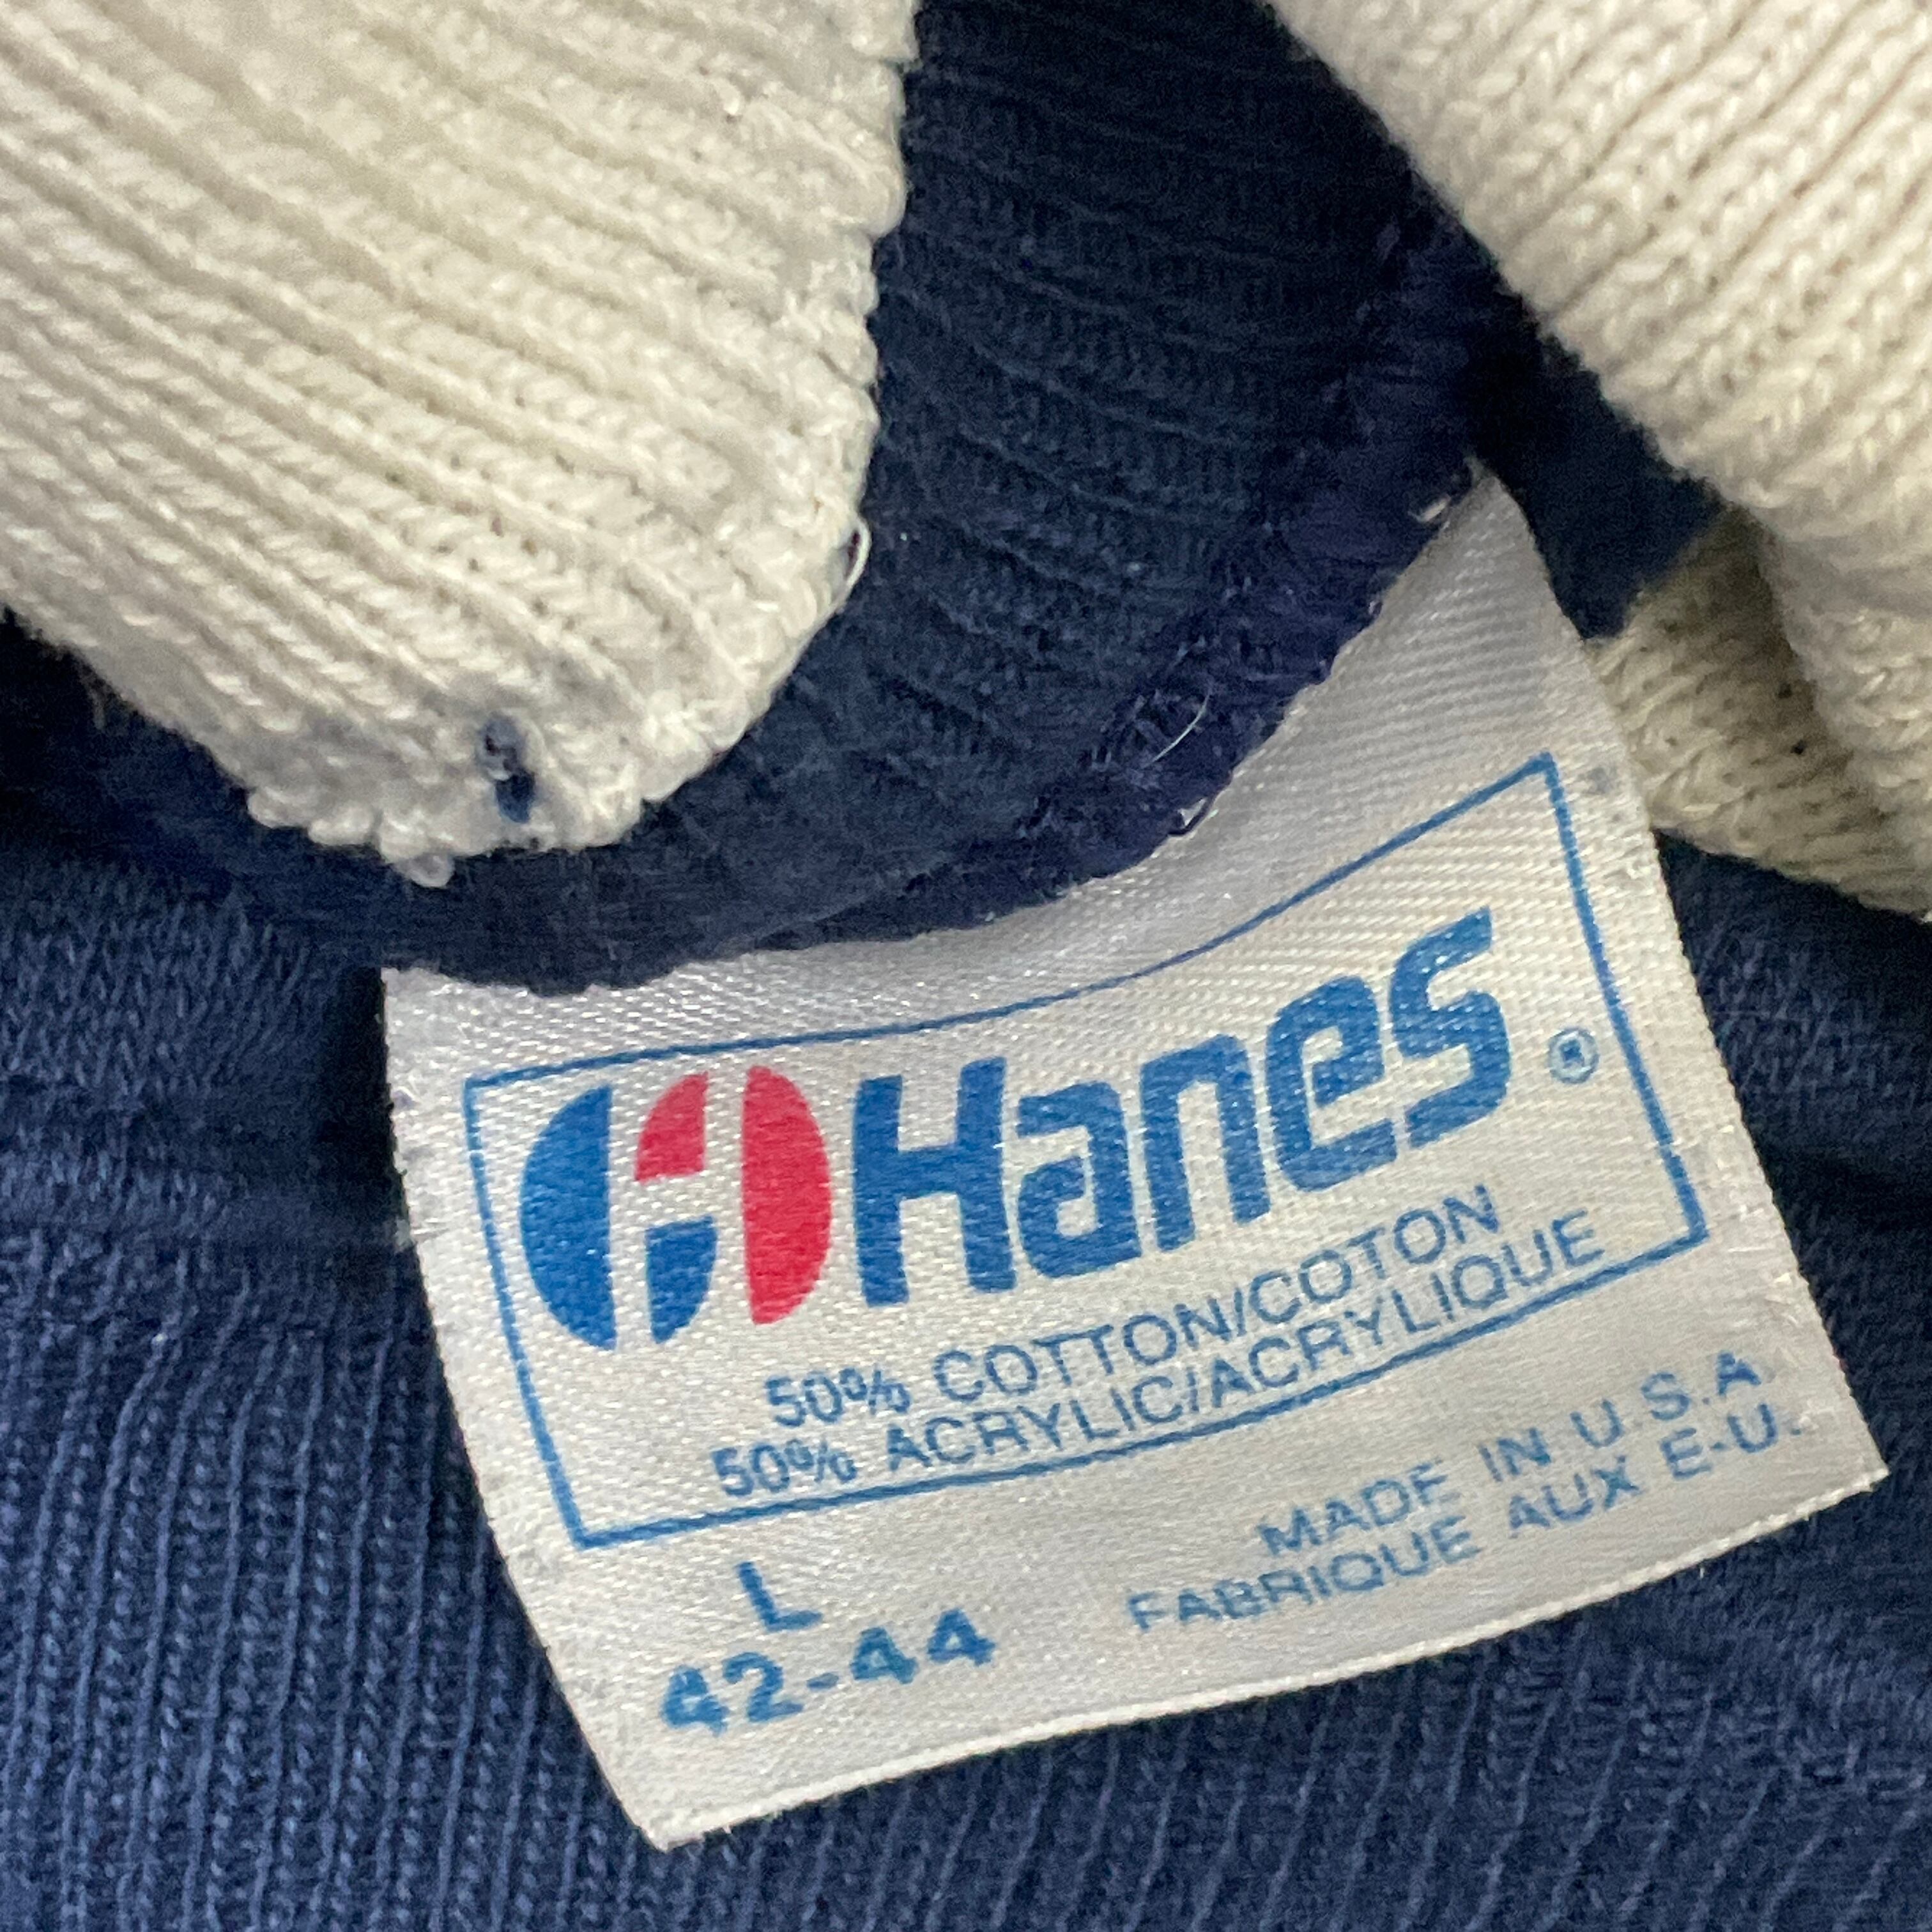 Hanes®
50% COTTON/COTON
50% ACRYLIC/ACRYLIQUE
L
42-44
MADE IN U.S.A.
FABRIQUE AUX E-U.